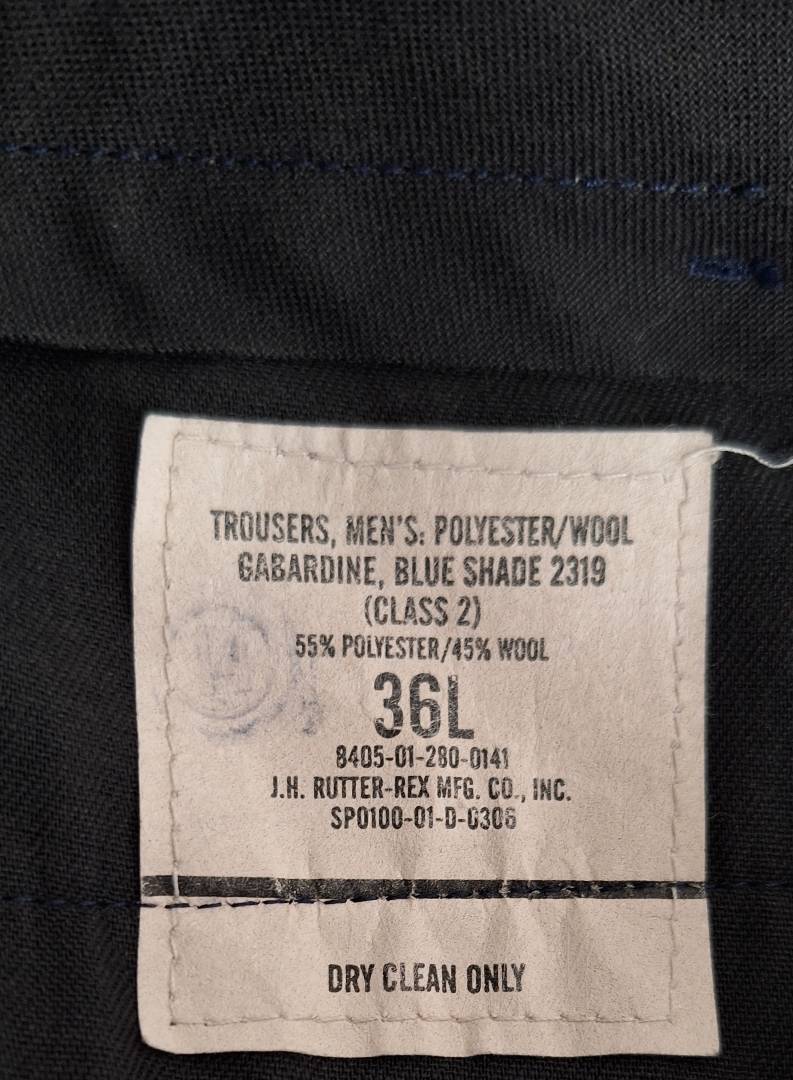 TROUSERS, MEN'S: POLYESTER/WOOL
GABARDINE, BLUE SHADE 2319
(CLASS 2)
55% POLYESTER/45% WOOL
36L
8405-01-280-0141
J.H. RUTTER-REX MFG. CO., INC.
SP0100-01-D-0306
DRY CLEAN ONLY